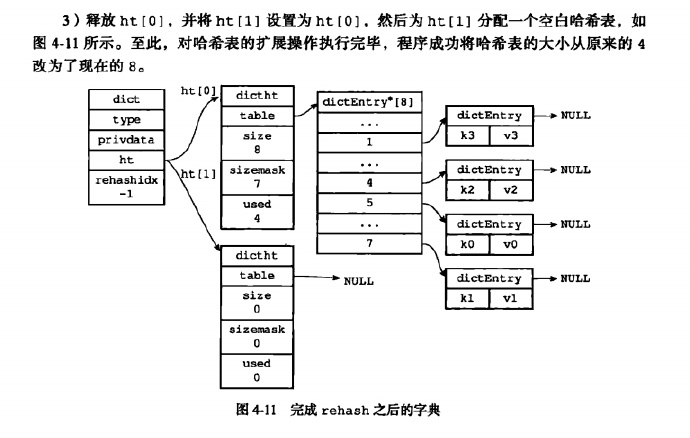 3）释放 ht[0]，并将 ht[1] 设置为 ht[0]，然后为 ht[1] 分配一个空白哈希表，如
图 4-11 所示。至此，对哈希表的扩展操作执行完毕，程序成功将哈希表的大小从原来的 4
改为了现在的 8。
dict
type
privdata
ht
rehashidx
-1
ht[0]
ht[1]
dictht
table
size
8
sizemask
7
used
4
dictEntry*[8]
...
1
...
4
5
...
7
dictEntry
k3 v3
NULL
dictEntry
k2 v2
NULL
dictEntry
k0 v0
NULL
dictEntry
k1 v1
NULL
dictht
table
NULL
size
0
sizemask
0
used
0
图 4-11 完成 rehash 之后的字典